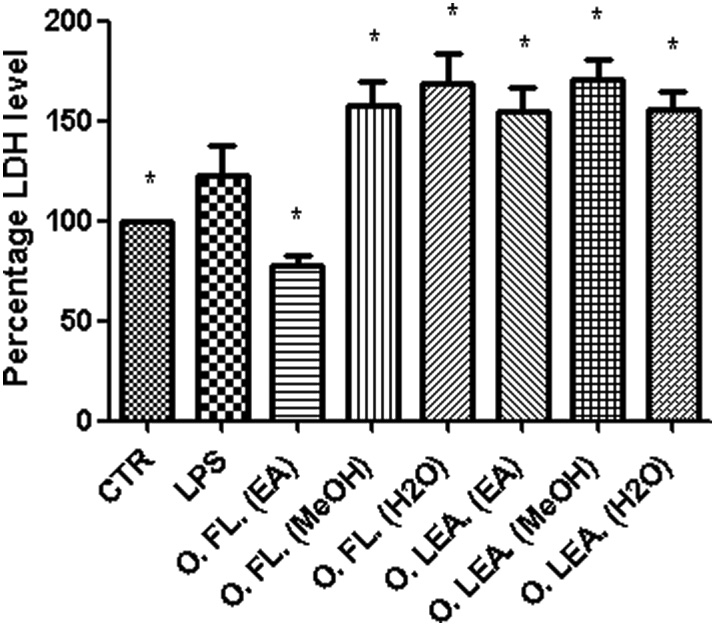 Percentage LDH level
200
150
100
50
0
*
*
*
*
*
*
*
CTR
LPS
O. FL. (EA)
O. FL. (MeOH)
O. FL. (H2O)
O. LEA. (EA)
O. LEA. (MeOH)
O. LEA. (H2O)